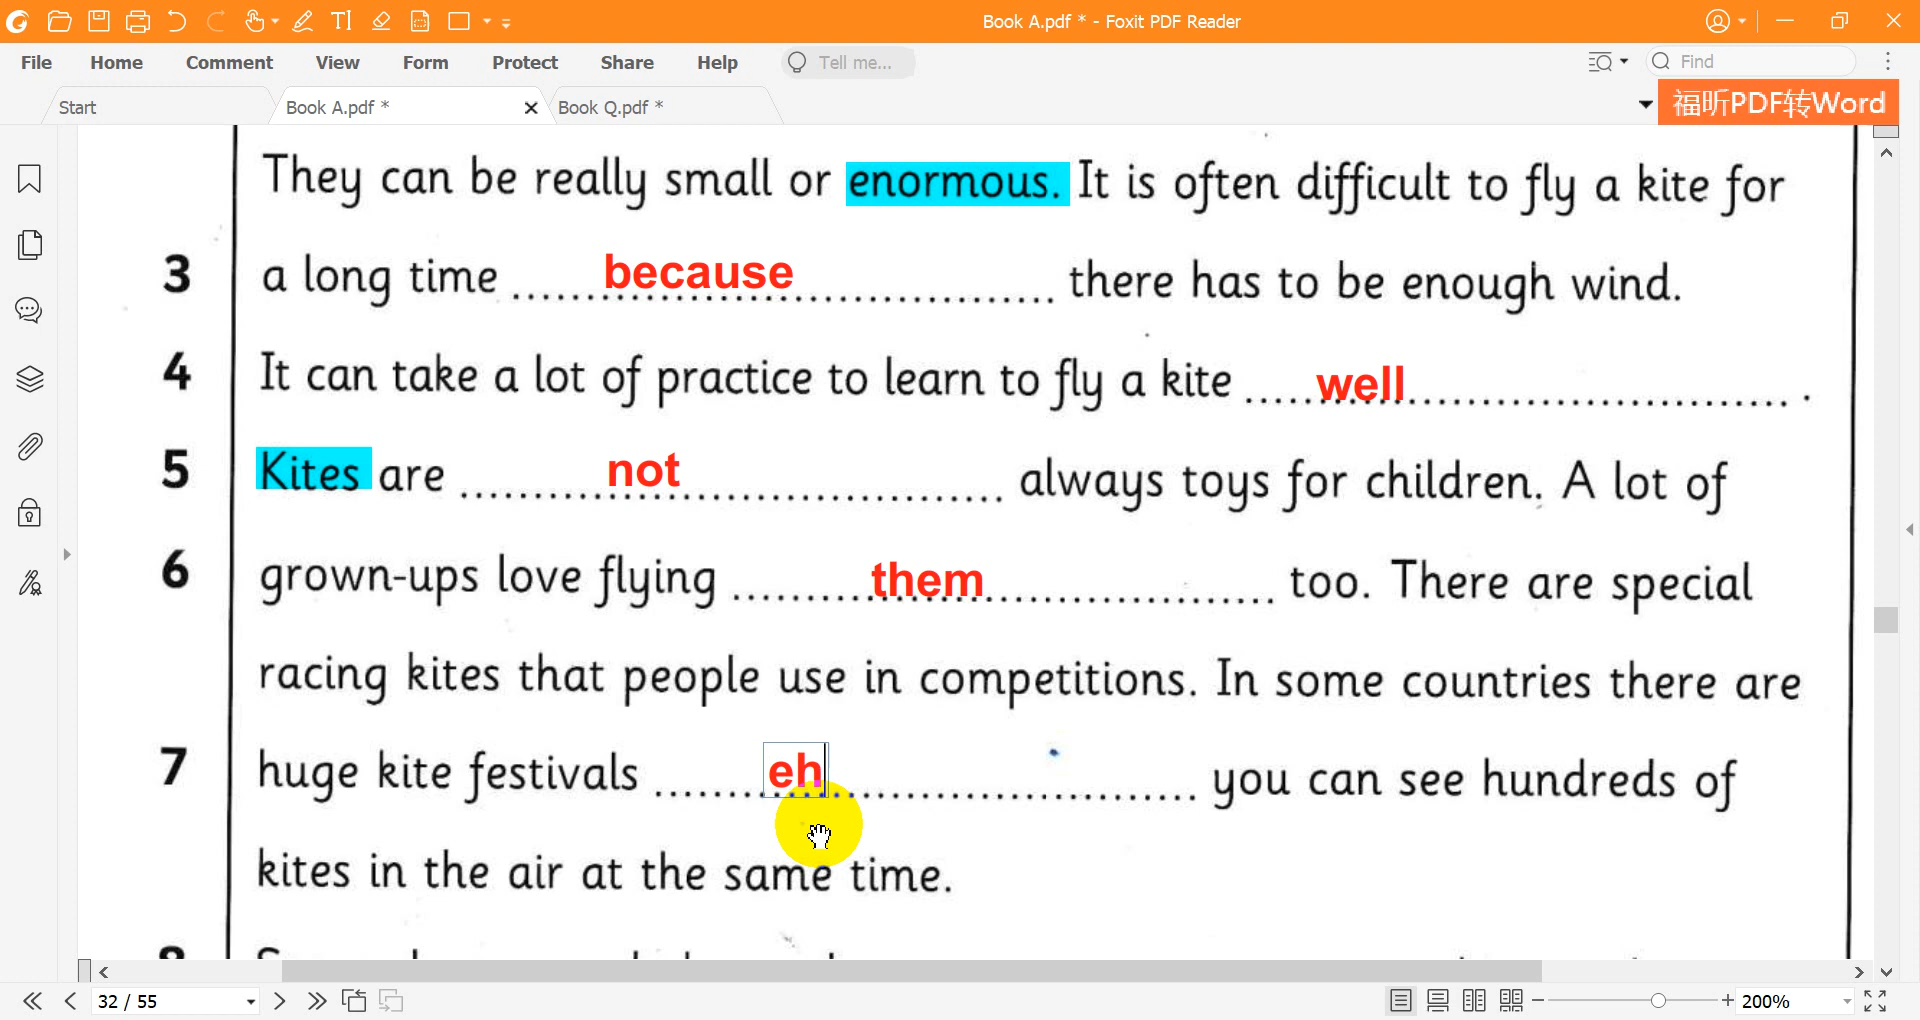 Book A.pdf * - Foxit PDF Reader
File Home Comment View Form Protect Share Help Tell me... Find
Start Book A.pdf * Book Q.pdf * 福昕PDF转Word
They can be really small or enormous. It is often difficult to fly a kite for
3 a long time because there has to be enough wind.
4 It can take a lot of practice to learn to fly a kite well .
5 Kites are not always toys for children. A lot of
6 grown-ups love flying them too. There are special
racing kites that people use in competitions. In some countries there are
7 huge kite festivals eh you can see hundreds of
kites in the air at the same time.
32 / 55 200%